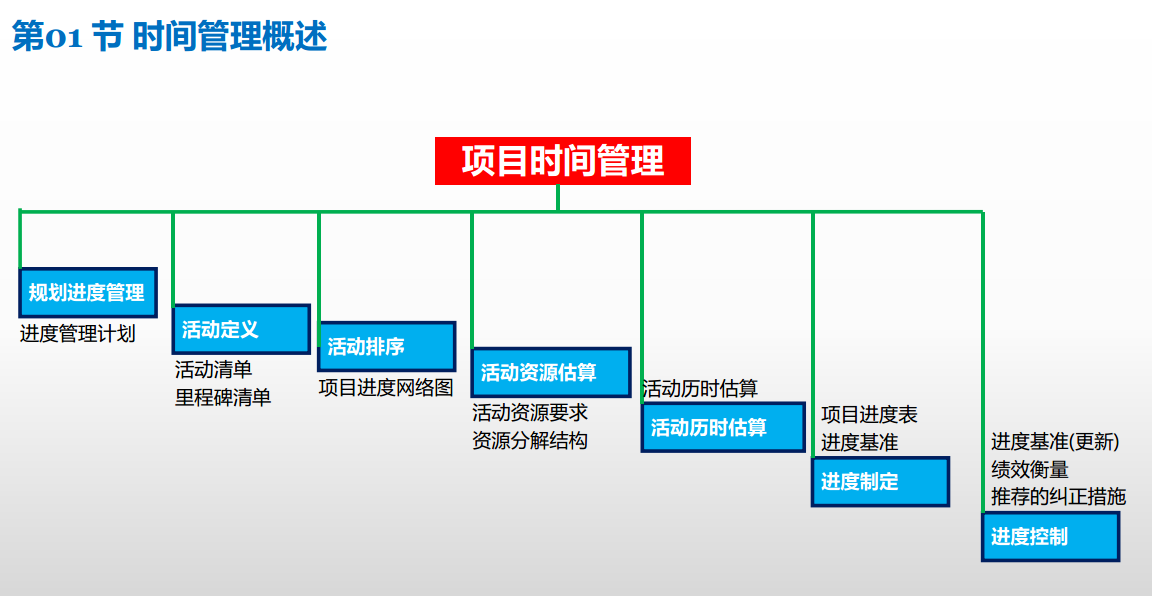 第01 节 时间管理概述
项目时间管理
规划进度管理
进度管理计划
活动定义
活动清单
里程碑清单
活动排序
项目进度网络图
活动资源估算
活动资源要求
资源分解结构
活动历时估算
活动历时估算
项目进度表
进度基准
进度制定
进度基准(更新)
绩效衡量
推荐的纠正措施
进度控制